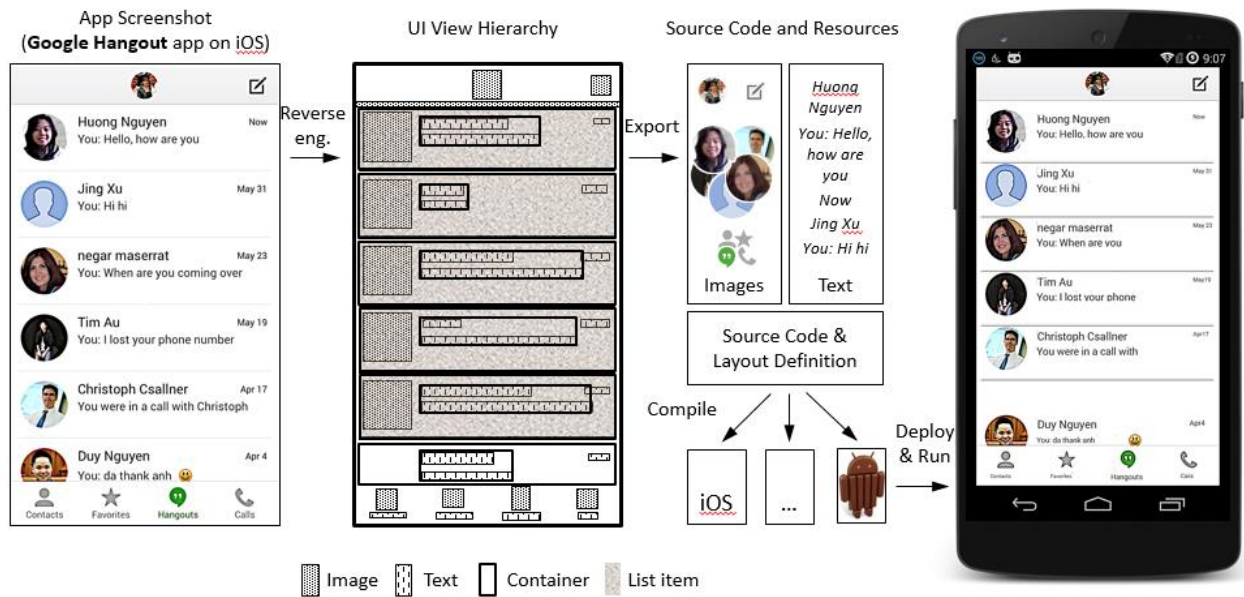 App Screenshot
(Google Hangout app on iOS)
Huong Nguyen
Now
You: Hello, how are you
Jing Xu
May 31
You: Hi hi
negar maserrat
May 23
You: When are you coming over
Tim Au
May 19
You: I lost your phone number
Christoph Csallner
Apr 17
You were in a call with Christoph
Duy Nguyen
Apr 4
You: da thank anh 😃
Contacts
Favorites
Hangouts
Calls
Reverse
eng.
UI View Hierarchy
Export
Source Code and Resources
Huong
Nguyen
You: Hello,
how are
you
Now
Jing Xu
You: Hi hi
Images
Text
Source Code &
Layout Definition
Compile
iOS
...
Deploy
& Run
9:07
Huong Nguyen
Now
You: Hello, how are you
Jing Xu
May 31
You: Hi hi
negar maserrat
May 23
You: When are you
Tim Au
May19
You: I lost your phone
Christoph Csallner
Apr17
You were in a call with
Duy Nguyen
Apr4
You: da thank anh 😃
Contacts
Favorites
Hangouts
Calls
Image
Text
Container
List item